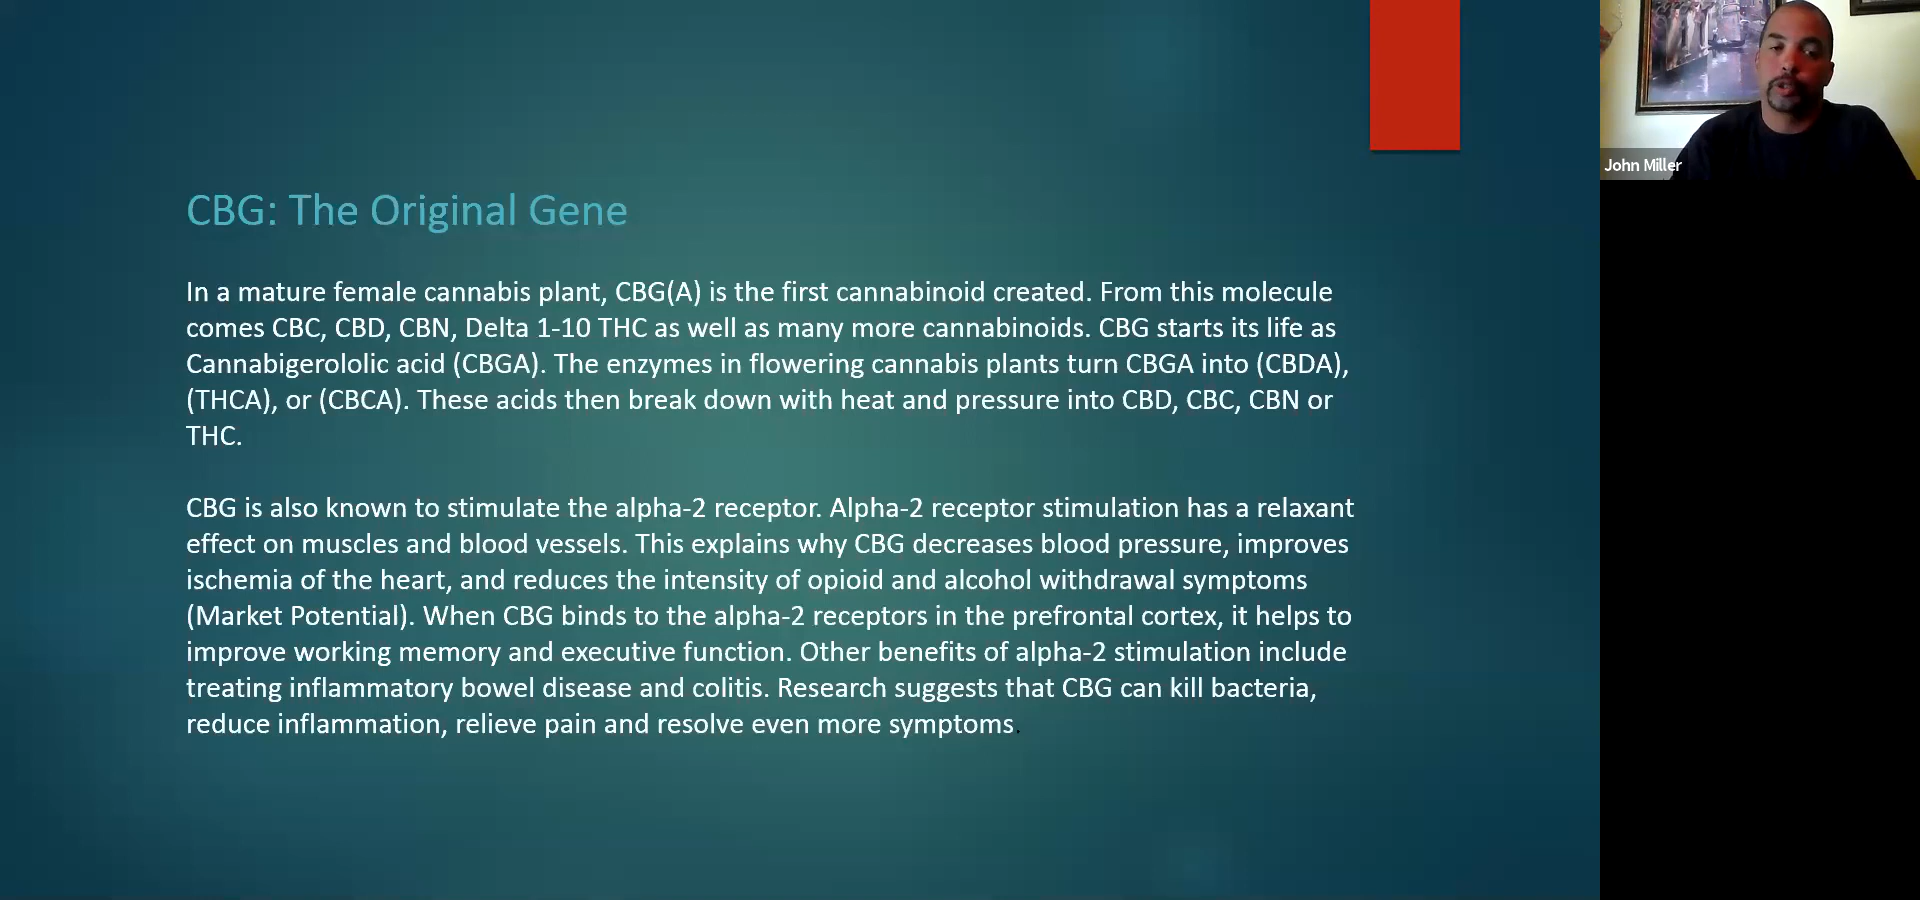 CBG: The Original Gene
In a mature female cannabis plant, CBG(A) is the first cannabinoid created. From this molecule
comes CBC, CBD, CBN, Delta 1-10 THC as well as many more cannabinoids. CBG starts its life as
Cannabigerololic acid (CBGA). The enzymes in flowering cannabis plants turn CBGA into (CBDA),
(THCA), or (CBCA). These acids then break down with heat and pressure into CBD, CBC, CBN or
THC.
CBG is also known to stimulate the alpha-2 receptor. Alpha-2 receptor stimulation has a relaxant
effect on muscles and blood vessels. This explains why CBG decreases blood pressure, improves
ischemia of the heart, and reduces the intensity of opioid and alcohol withdrawal symptoms
(Market Potential). When CBG binds to the alpha-2 receptors in the prefrontal cortex, it helps to
improve working memory and executive function. Other benefits of alpha-2 stimulation include
treating inflammatory bowel disease and colitis. Research suggests that CBG can kill bacteria,
reduce inflammation, relieve pain and resolve even more symptoms.
John Miller